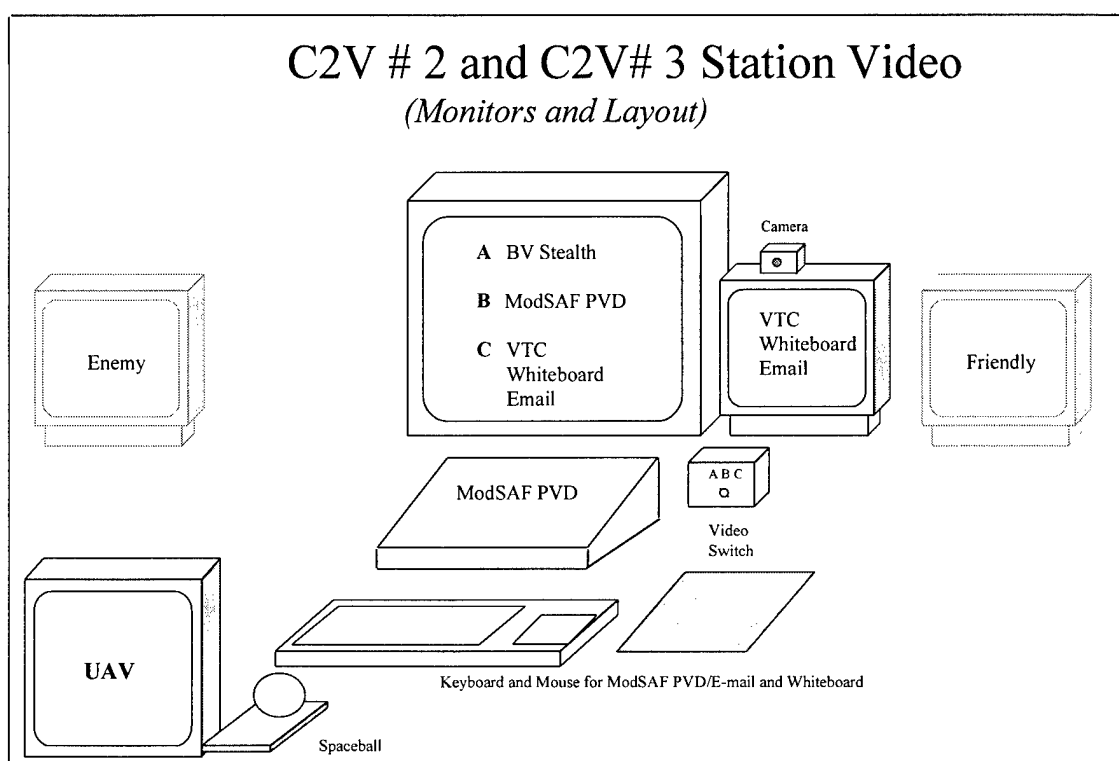 C2V # 2 and C2V# 3 Station Video
(Monitors and Layout)
Camera
A BV Stealth
B ModSAF PVD
C VTC
Whiteboard
Email
VTC
Whiteboard
Email
Enemy
Friendly
ModSAF PVD
A B C
Video
Switch
UAV
Keyboard and Mouse for ModSAF PVD/E-mail and Whiteboard
Spaceball